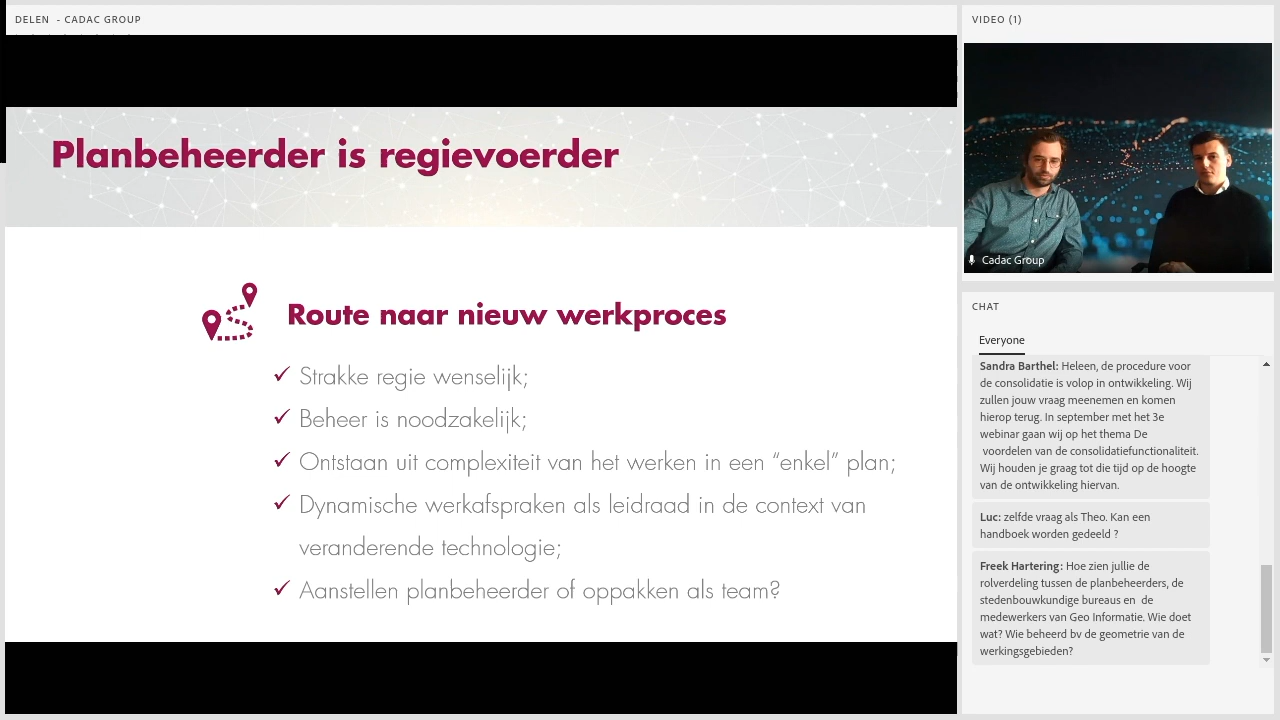 DELEN - CADAC GROUP
Planbeheerder is regievoerder
Route naar nieuw werkproces
Strakke regie wenselijk;
Beheer is noodzakelijk;
Ontstaan uit complexiteit van het werken in een “enkel” plan;
Dynamische werkafspraken als leidraad in de context van
veranderende technologie;
Aanstellen planbeheerder of oppakken als team?
VIDEO (1)
Cadac Group
CHAT
Everyone
Sandra Barthel: Heleen, de procedure voor
de consolidatie is volop in ontwikkeling. Wij
zullen jouw vraag meenemen en komen
hierop terug. In september met het 3e
webinar gaan wij op het thema De
voordelen van de consolidatiefunctionaliteit.
Wij houden je graag tot die tijd op de hoogte
van de ontwikkeling hiervan.
Luc: zelfde vraag als Theo. Kan een
handboek worden gedeeld ?
Freek Hartering: Hoe zien jullie de
rolverdeling tussen de planbeheerders, de
stedenbouwkundige bureaus en de
medewerkers van Geo Informatie. Wie doet
wat? Wie beheerd bv de geometrie van de
werkingsgebieden?